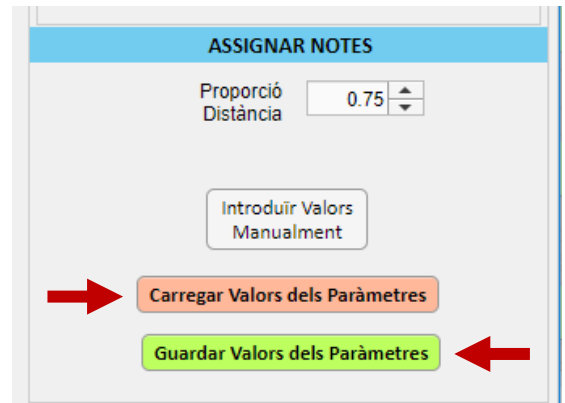 ASSIGNAR NOTES
Proporció
Distància
0.75
Introduïr Valors
Manualment
Carregar Valors dels Paràmetres
Guardar Valors dels Paràmetres